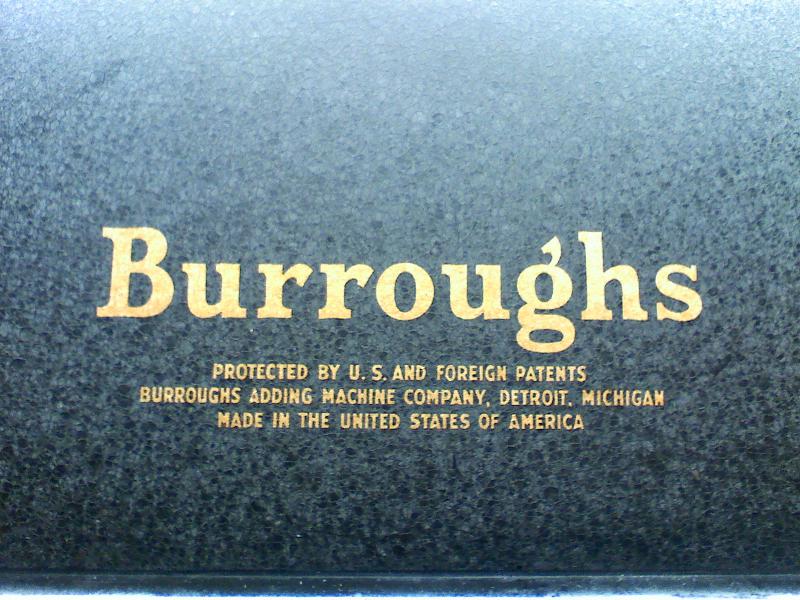 Burroughs
PROTECTED BY U. S. AND FOREIGN PATENTS
BURROUGHS ADDING MACHINE COMPANY, DETROIT. MICHIGAN
MADE IN THE UNITED STATES OF AMERICA